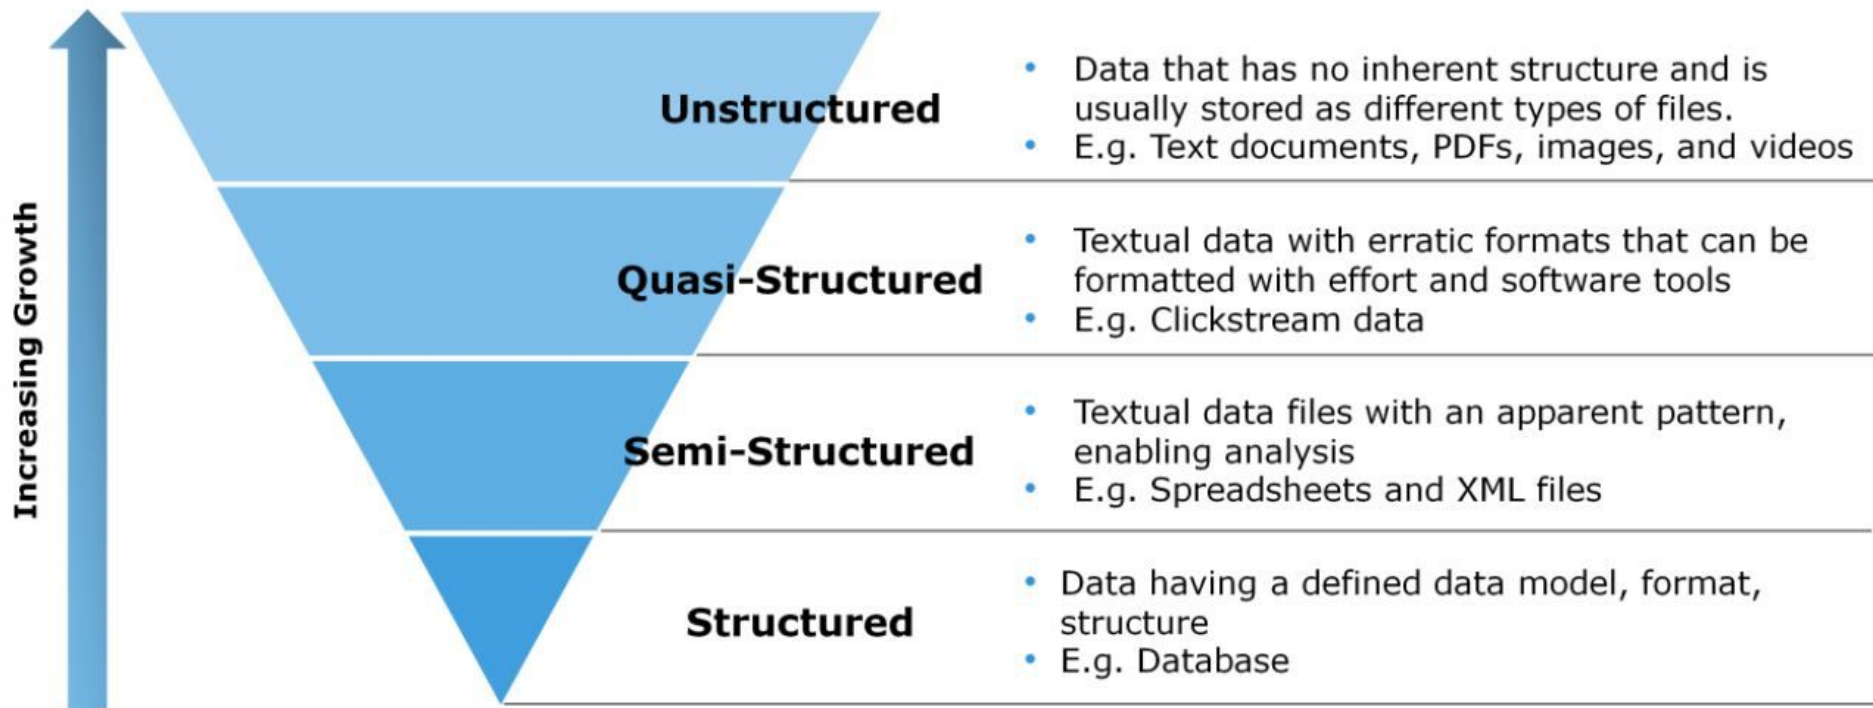 Increasing Growth
Unstructured
• Data that has no inherent structure and is
usually stored as different types of files.
• E.g. Text documents, PDFs, images, and videos
Quasi-Structured
• Textual data with erratic formats that can be
formatted with effort and software tools
• E.g. Clickstream data
Semi-Structured
• Textual data files with an apparent pattern,
enabling analysis
• E.g. Spreadsheets and XML files
Structured
• Data having a defined data model, format,
structure
• E.g. Database